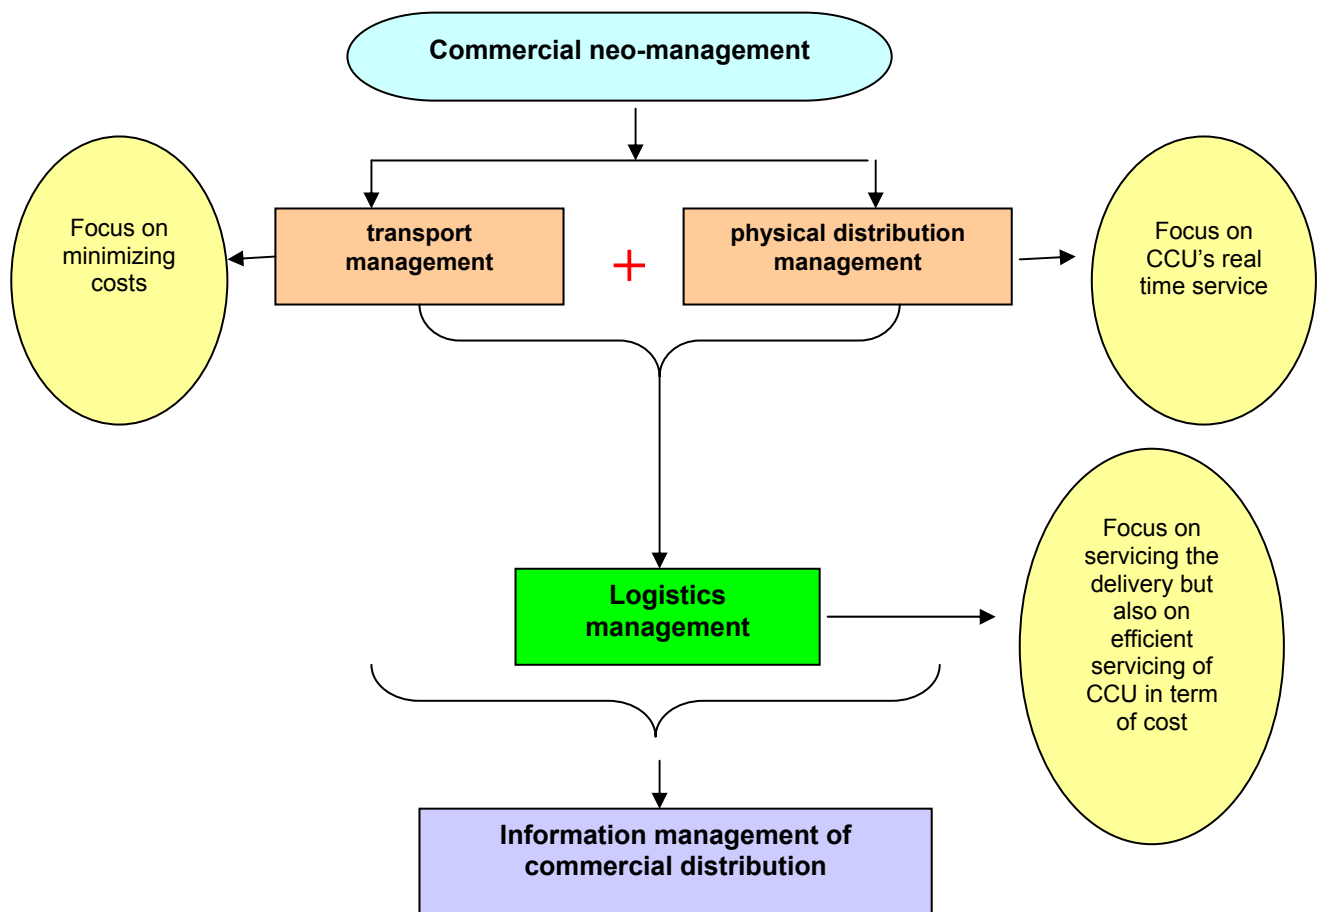 Commercial neo-management
Focus on
minimizing
costs
transport
management
+
physical distribution
management
Focus on
CCU's real
time service
Logistics
management
Focus on
servicing the
delivery but
also on
efficient
servicing of
CCU in term
of cost
Information management of
commercial distribution